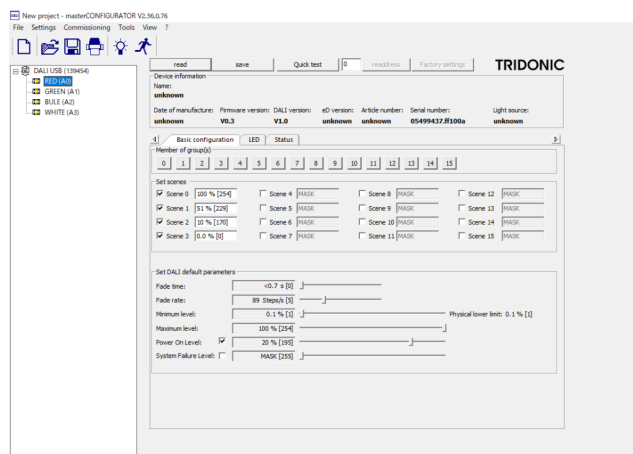 New project - masterCONFIGURATOR V2.36.0.76
File Settings Commissioning Tools View ?
DALI USB (139454)
RED (A0)
GREEN (A1)
BULE (A2)
WHITE (A3)
read save Quick test 0 readdress Factory settings TRIDONIC
Device information
Name:
unknown
Date of manufacture: Firmware version: DALI version: eD version: Article number: Serial number: Light source:
unknown V0.3 V1.0 unknown unknown 05499437.ff100a unknown
Basic configuration LED Status
Member of group(s)
0 1 2 3 4 5 6 7 8 9 10 11 12 13 14 15
Set scenes
Scene 0 100 % [254] Scene 4 MASK Scene 8 MASK Scene 12 MASK
Scene 1 51 % [229] Scene 5 MASK Scene 9 MASK Scene 13 MASK
Scene 2 10 % [170] Scene 6 MASK Scene 10 MASK Scene 14 MASK
Scene 3 0.0 % [0] Scene 7 MASK Scene 11 MASK Scene 15 MASK
Set DALI default parameters
Fade time: <0.7 s [0]
Fade rate: 89 Steps/s [5]
Minimum level: 0.1 % [1] Physical lower limit: 0.1 % [1]
Maximum level: 100 % [254]
Power On Level: 20 % [195]
System Failure Level: MASK [255]